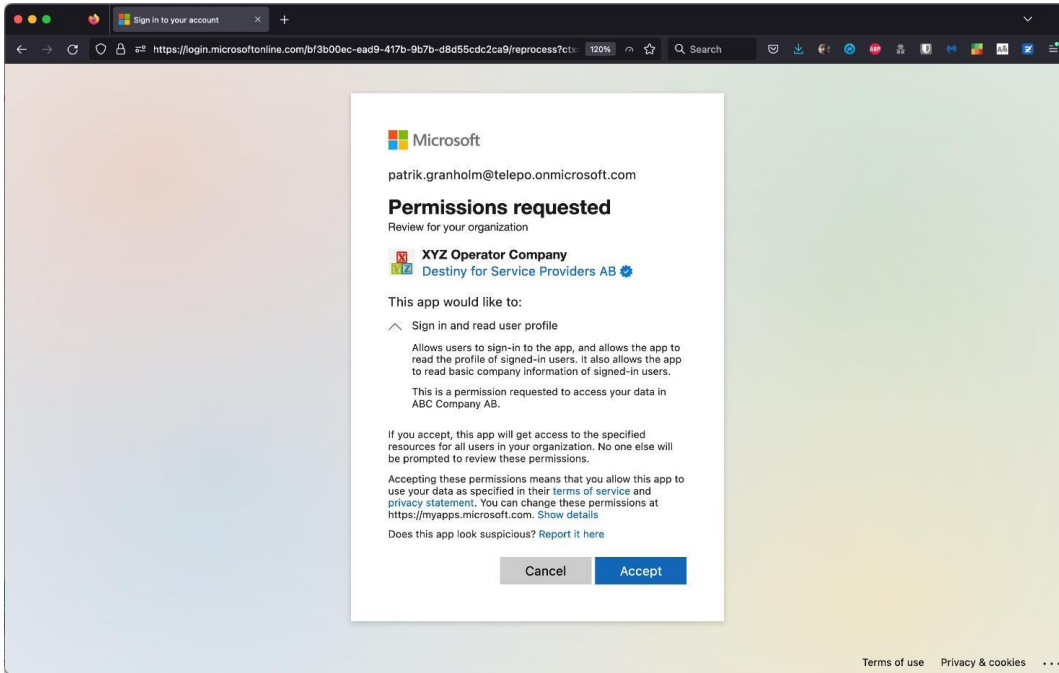 Sign in to your account
https://login.microsoftonline.com/bf3b00ec-ead9-417b-9b7b-d8d55cdc2ca9/reprocess?ctx=
120%
Search
ABP
Microsoft
patrik.granholm@telepo.onmicrosoft.com
Permissions requested
Review for your organization
X
YZ
XYZ Operator Company
Destiny for Service Providers AB
This app would like to:
Sign in and read user profile
Allows users to sign-in to the app, and allows the app to
read the profile of signed-in users. It also allows the app
to read basic company information of signed-in users.
This is a permission requested to access your data in
ABC Company AB.
If you accept, this app will get access to the specified
resources for all users in your organization. No one else will
be prompted to review these permissions.
Accepting these permissions means that you allow this app to
use your data as specified in their terms of service and
privacy statement. You can change these permissions at
https://myapps.microsoft.com. Show details
Does this app look suspicious? Report it here
Cancel Accept
Terms of use Privacy & cookies ...